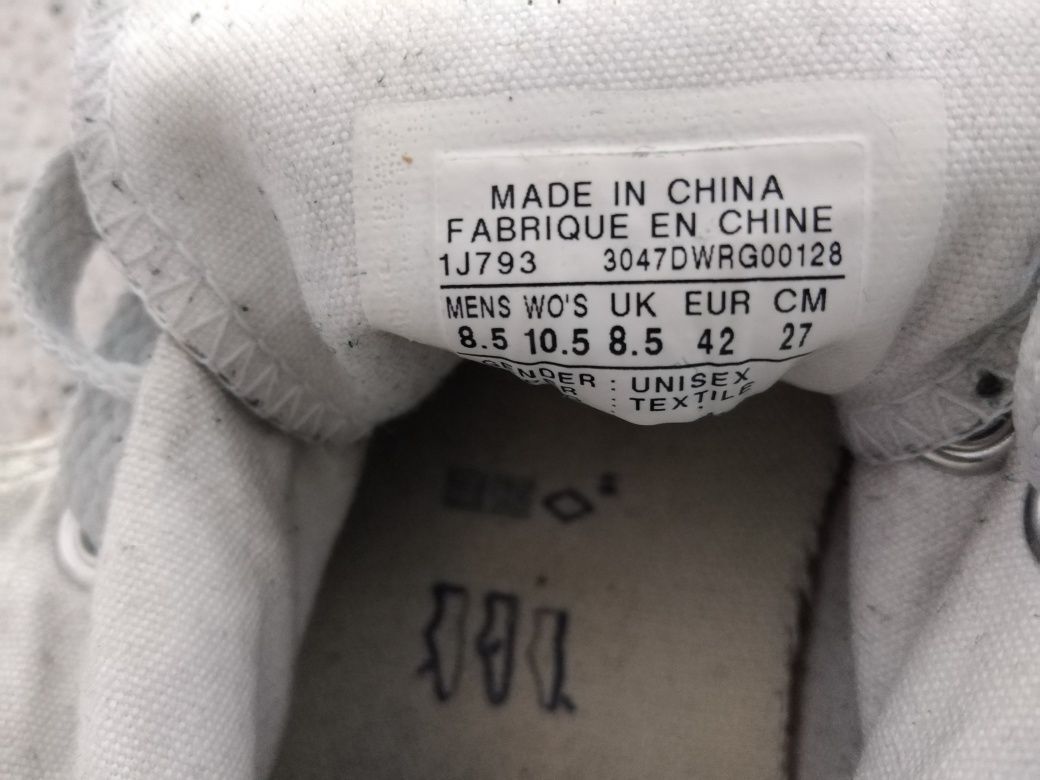 MADE IN CHINA
FABRIQUE EN CHINE
1J793 3047DWRG00128
MENS WO'S UK EUR CM
8.5 10.5 8.5 42 27
GENDER : UNISEX
: TEXTILE